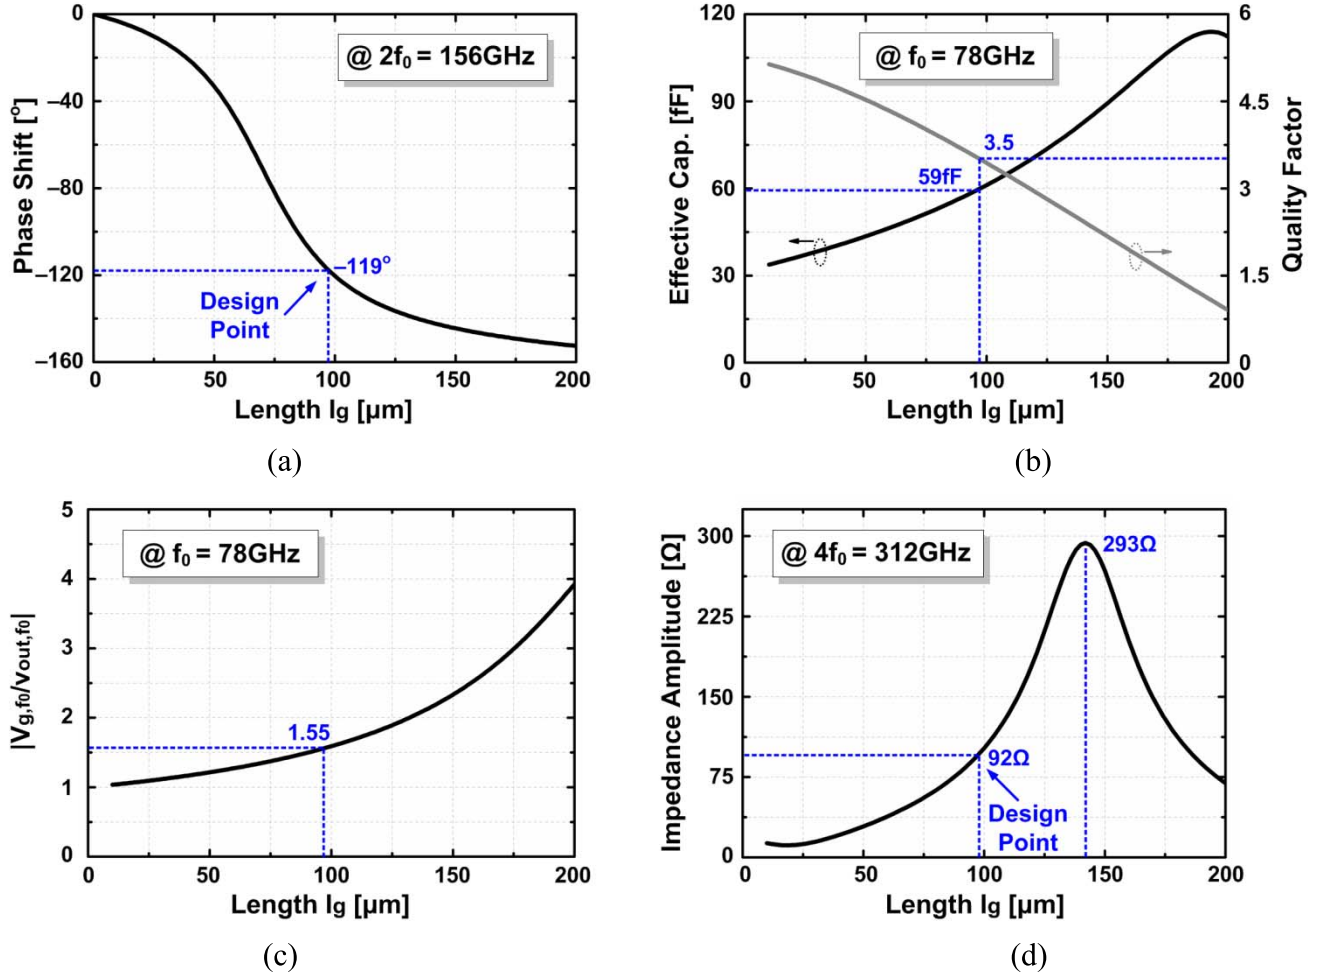 @ 2f0 = 156GHz
Phase Shift [o]
0
–40
–80
–120
–160
–119o
Design
Point
0 50 100 150 200
Length lg [µm]
(a)
@ f0 = 78GHz
Effective Cap. [fF]
120
90
60
30
0
3.5
59fF
6
4.5
3
1.5
0
Quality Factor
0 50 100 150 200
Length lg [µm]
(b)
@ f0 = 78GHz
|Vg,f0/vout,f0|
5
4
3
2
1
0
1.55
0 50 100 150 200
Length lg [µm]
(c)
@ 4f0 = 312GHz
Impedance Amplitude [Ω]
300
225
150
75
0
293Ω
92Ω
Design
Point
0 50 100 150 200
Length lg [µm]
(d)